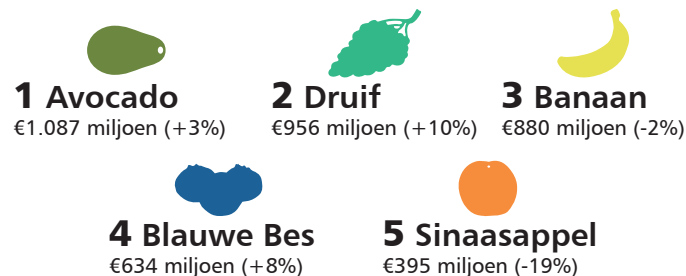 1 Avocado
€1.087 miljoen (+3%)
2 Druif
€956 miljoen (+10%)
3 Banaan
€880 miljoen (-2%)
4 Blauwe Bes
€634 miljoen (+8%)
5 Sinaasappel
€395 miljoen (-19%)